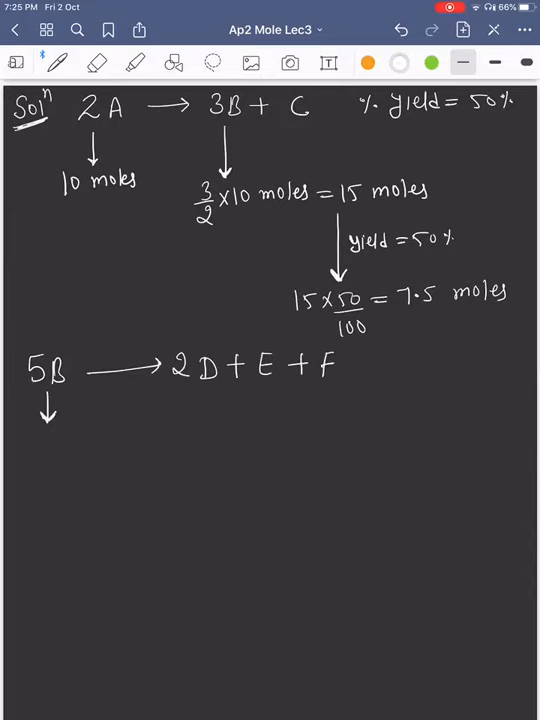 7:25 PM Fri 2 Oct 66%
Ap2 Mole Lec3
Solⁿ 2A → 3B + C % yield = 50%
10 moles
3/2 × 10 moles = 15 moles
yield = 50%
15 × 50/100 = 7.5 moles
5B → 2D + E + F